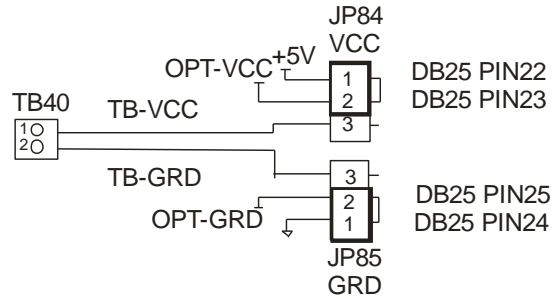 JP84
VCC
OPT-VCC +5V
1 DB25 PIN22
2 DB25 PIN23
TB40 TB-VCC
1
3
2
TB-GRD
3
2 DB25 PIN25
OPT-GRD
1 DB25 PIN24
JP85
GRD